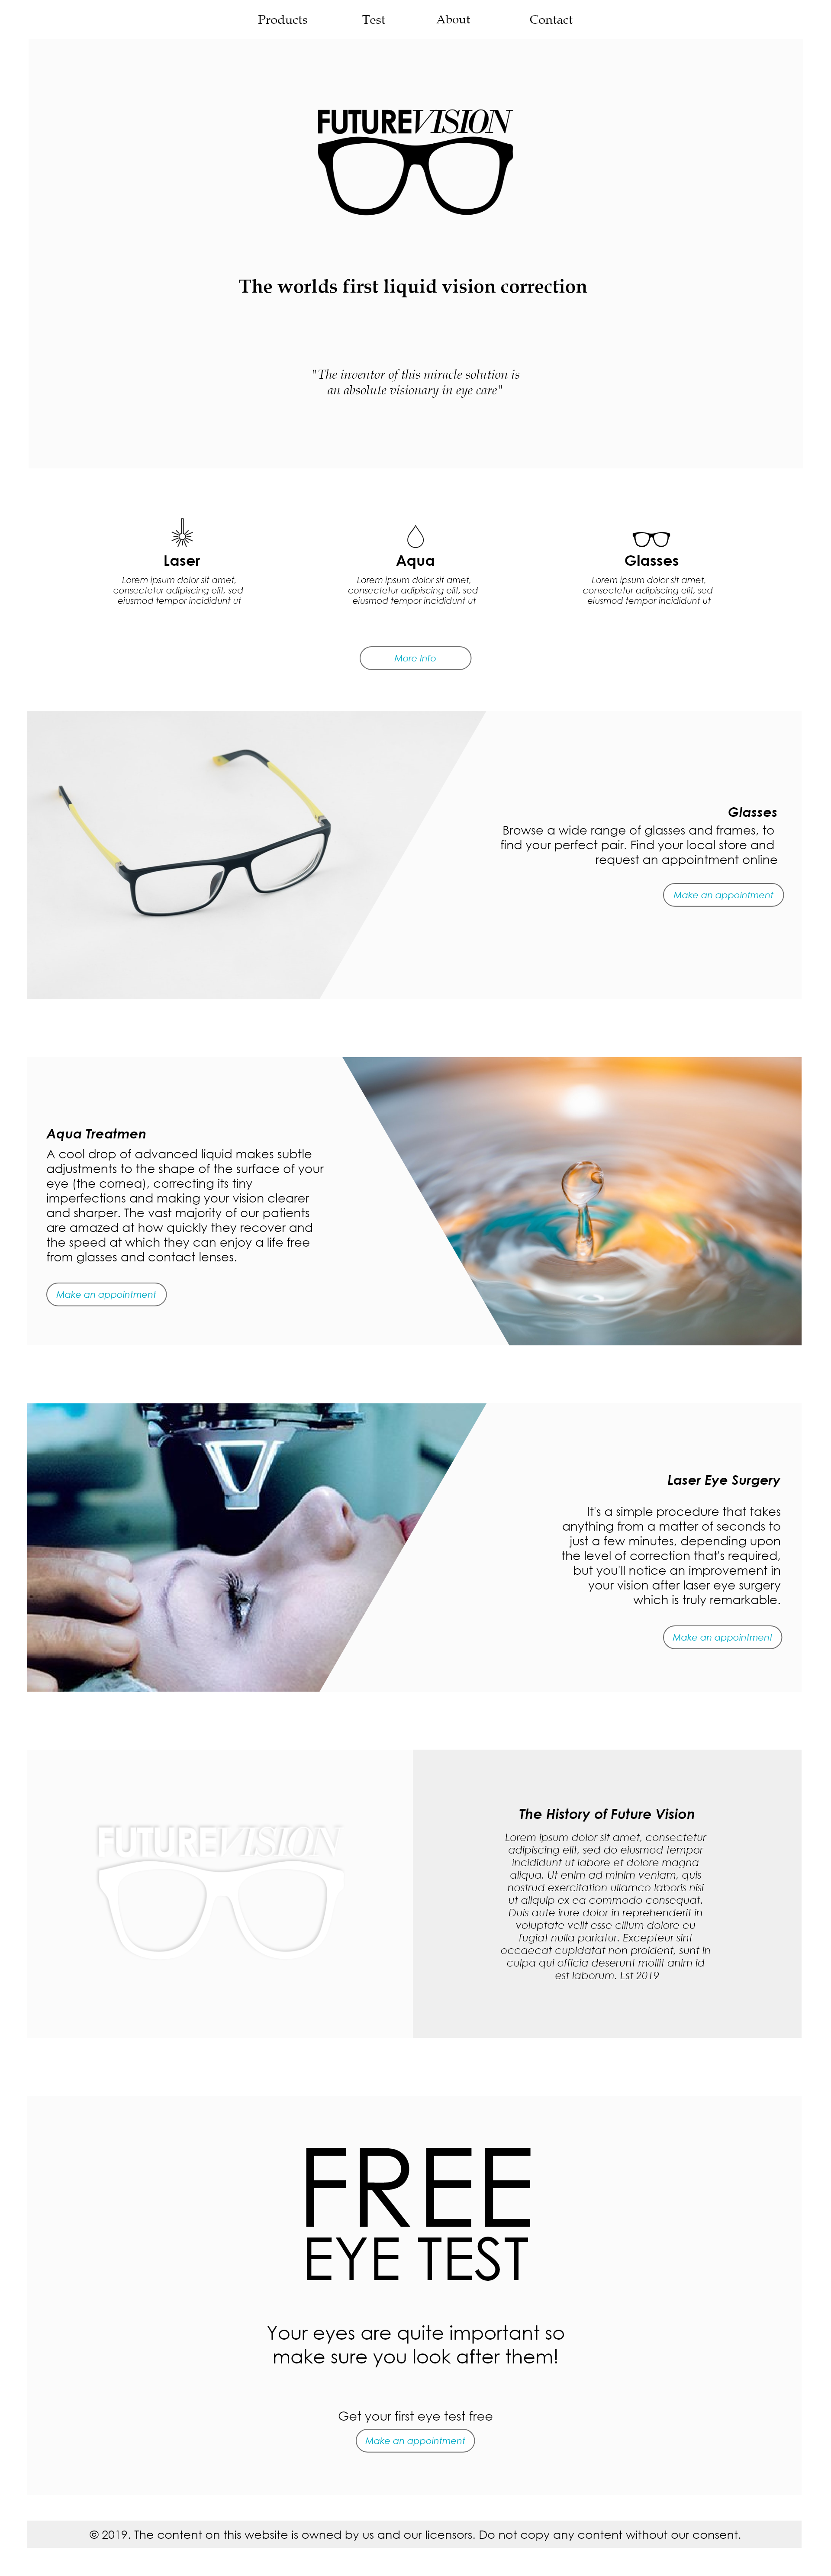 Products Test About Contact
FUTUREVISION
The worlds first liquid vision correction
"The inventor of this miracle solution is
an absolute visionary in eye care"
Laser
Lorem ipsum dolor sit amet,
consectetur adipiscing elit, sed
eiusmod tempor incididunt ut
Aqua
Lorem ipsum dolor sit amet,
consectetur adipiscing elit, sed
eiusmod tempor incididunt ut
Glasses
Lorem ipsum dolor sit amet,
consectetur adipiscing elit, sed
eiusmod tempor incididunt ut
More Info
Glasses
Browse a wide range of glasses and frames, to
find your perfect pair. Find your local store and
request an appointment online
Make an appointment
Aqua Treatmen
A cool drop of advanced liquid makes subtle
adjustments to the shape of the surface of your
eye (the cornea), correcting its tiny
imperfections and making your vision clearer
and sharper. The vast majority of our patients
are amazed at how quickly they recover and
the speed at which they can enjoy a life free
from glasses and contact lenses.
Make an appointment
Laser Eye Surgery
It's a simple procedure that takes
anything from a matter of seconds to
just a few minutes, depending upon
the level of correction that's required,
but you'll notice an improvement in
your vision after laser eye surgery
which is truly remarkable.
Make an appointment
FUTUREVISION
The History of Future Vision
Lorem ipsum dolor sit amet, consectetur
adipiscing elit, sed do eiusmod tempor
incididunt ut labore et dolore magna
aliqua. Ut enim ad minim veniam, quis
nostrud exercitation ullamco laboris nisi
ut aliquip ex ea commodo consequat.
Duis aute irure dolor in reprehenderit in
voluptate velit esse cillum dolore eu
fugiat nulla pariatur. Excepteur sint
occaecat cupidatat non proident, sunt in
culpa qui officia deserunt mollit anim id
est laborum. Est 2019
FREE
EYE TEST
Your eyes are quite important so
make sure you look after them!
Get your first eye test free
Make an appointment
© 2019. The content on this website is owned by us and our licensors. Do not copy any content without our consent.